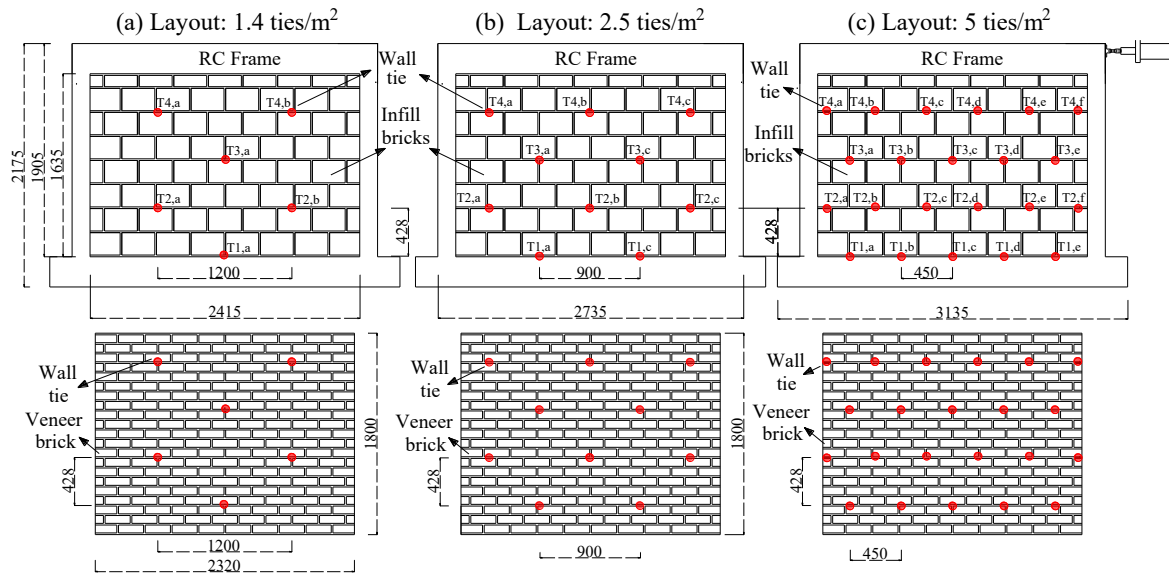 (a) Layout: 1.4 ties/m²
(b) Layout: 2.5 ties/m²
(c) Layout: 5 ties/m²
RC Frame
Wall
tie
RC Frame
Wall
tie
RC Frame
T4,a
T4,b
T4,a
T4,b
T4,c
T4,a
T4,b
T4,c
T4,d
T4,e
T4,f
Infill
bricks
Infill
bricks
T3,a
T3,a
T3,c
T3,a
T3,b
T3,c
T3,d
T3,e
2175
1905
1635
T2,a
T2,b
T2,a
T2,b
T2,c
T2,a
T2,b
T2,c
T2,d
T2,e
T2,f
428
428
T1,a
T1,a
T1,c
T1,a
T1,b
T1,c
T1,d
T1,e
1200
900
450
2415
2735
3135
Wall
tie
Veneer
brick
428
1800
1200
2320
Wall
tie
Veneer
brick
428
1800
900
Wall
tie
Veneer
brick
428
450